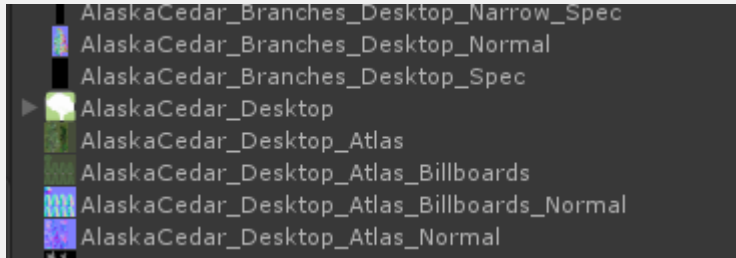 AlaskaCedar_Branches_Desktop_Narrow_Spec
AlaskaCedar_Branches_Desktop_Normal
AlaskaCedar_Branches_Desktop_Spec
AlaskaCedar_Desktop
AlaskaCedar_Desktop_Atlas
AlaskaCedar_Desktop_Atlas_Billboards
AlaskaCedar_Desktop_Atlas_Billboards_Normal
AlaskaCedar_Desktop_Atlas_Normal